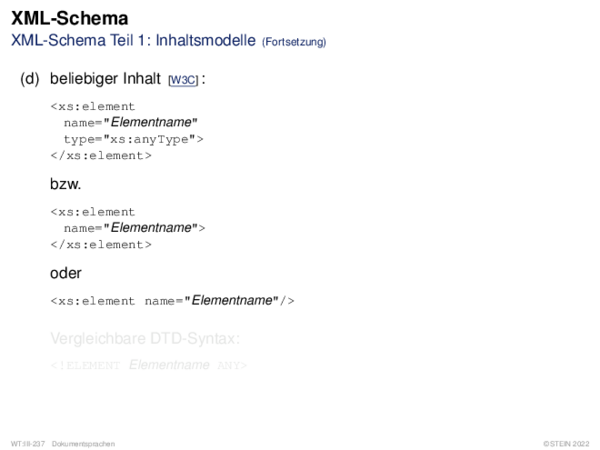 XML-Schema
XML-Schema Teil 1: Inhaltsmodelle (Fortsetzung)
(d) beliebiger Inhalt [W3C] :
<xs:element
name="Elementname"
type="xs:anyType">
</xs:element>
bzw.
<xs:element
name="Elementname">
</xs:element>
oder
<xs:element name="Elementname"/>
Vergleichbare DTD-Syntax:
<!ELEMENT Elementname ANY>
WT:III-237 Dokumentsprachen
©STEIN 2022